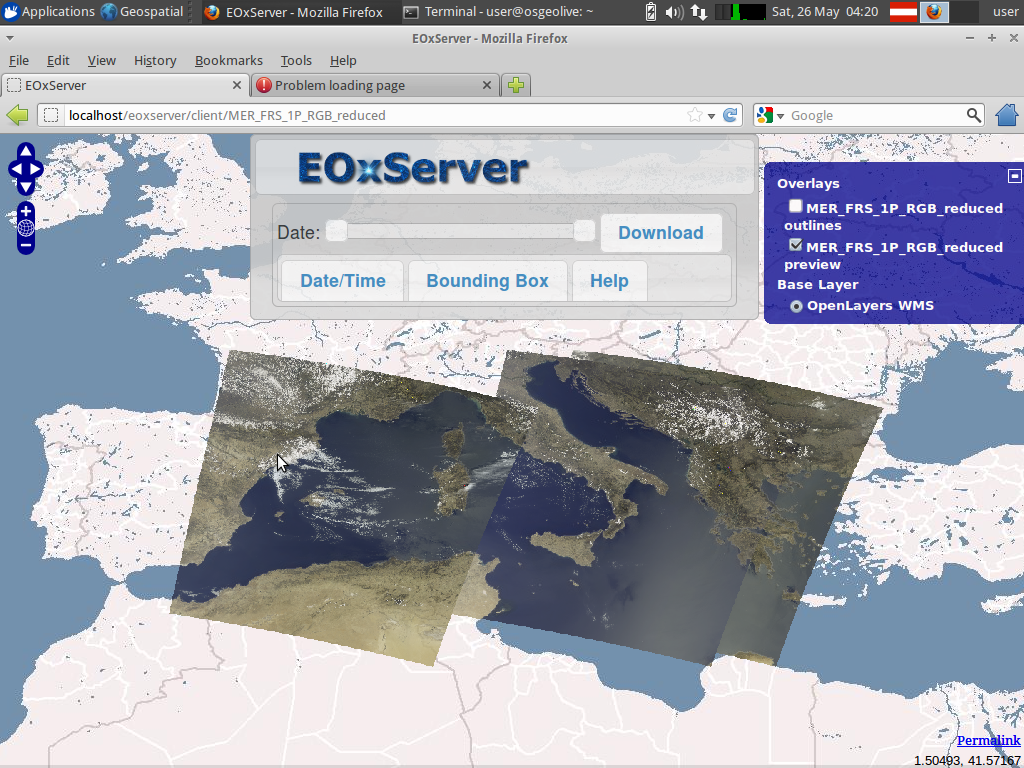 Applications Geospatial EOxServer - Mozilla Firefox Terminal - user@osgeolive: ~ Sat, 26 May 04:20 user
EOxServer - Mozilla Firefox
File Edit View History Bookmarks Tools Help
EOxServer Problem loading page
localhost/eoxserver/client/MER_FRS_1P_RGB_reduced Google
EOxServer
Date: Download
Date/Time Bounding Box Help
Overlays
MER_FRS_1P_RGB_reduced
outlines
MER_FRS_1P_RGB_reduced
preview
Base Layer
OpenLayers WMS
Permalink
1.50493, 41.57167